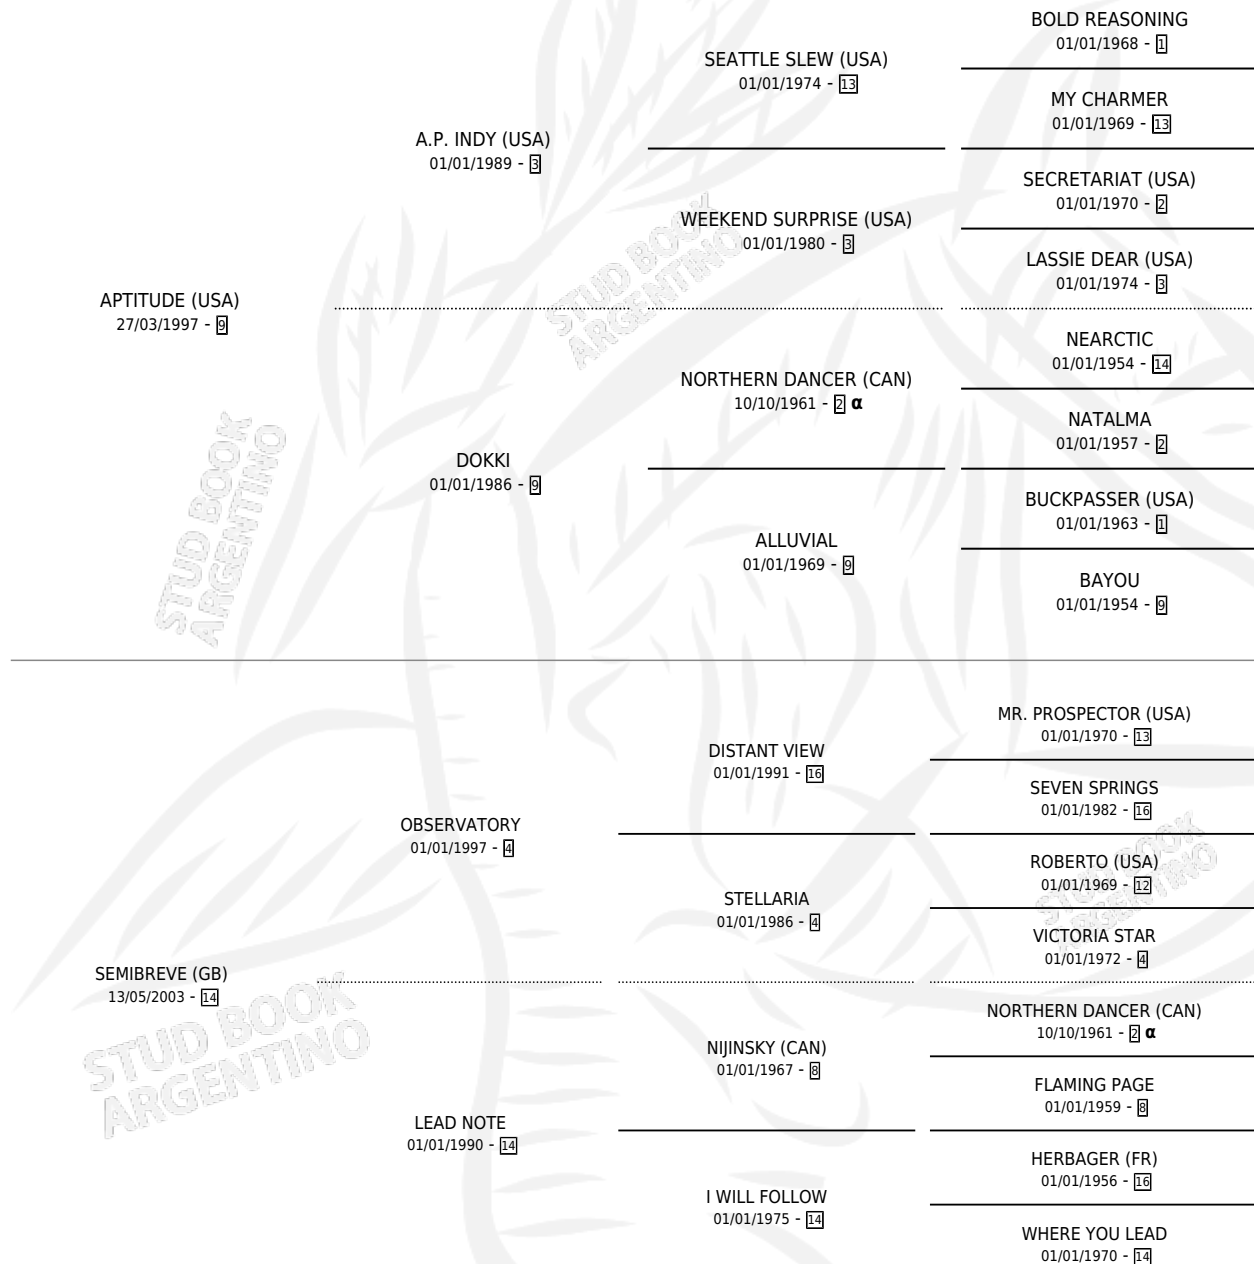 BOLD REASONING
01/01/1968 - 1
SEATTLE SLEW (USA)
01/01/1974 - 13
MY CHARMER
01/01/1969 - 13
A.P. INDY (USA)
01/01/1989 - 3
SECRETARIAT (USA)
01/01/1970 - 2
WEEKEND SURPRISE (USA)
01/01/1980 - 3
LASSIE DEAR (USA)
01/01/1974 - 3
APTITUDE (USA)
27/03/1997 - 9
NEARCTIC
01/01/1954 - 14
NORTHERN DANCER (CAN)
10/10/1961 - 2 α
NATALMA
01/01/1957 - 2
DOKKI
01/01/1986 - 9
BUCKPASSER (USA)
01/01/1963 - 1
ALLUVIAL
01/01/1969 - 9
BAYOU
01/01/1954 - 9
MR. PROSPECTOR (USA)
01/01/1970 - 13
DISTANT VIEW
01/01/1991 - 16
SEVEN SPRINGS
01/01/1982 - 16
OBSERVATORY
01/01/1997 - 4
ROBERTO (USA)
01/01/1969 - 12
STELLARIA
01/01/1986 - 4
VICTORIA STAR
01/01/1972 - 4
SEMIBREVE (GB)
13/05/2003 - 14
NORTHERN DANCER (CAN)
10/10/1961 - 2 α
NIJINSKY (CAN)
01/01/1967 - 8
FLAMING PAGE
01/01/1959 - 8
LEAD NOTE
01/01/1990 - 14
HERBAGER (FR)
01/01/1956 - 16
I WILL FOLLOW
01/01/1975 - 14
WHERE YOU LEAD
01/01/1970 - 14
STUD BOOK
ARGENTINO
STUD BOOK
ARGENTINO
STUD BOOK
ARGENTINO
STUD BOOK
ARGENTINO